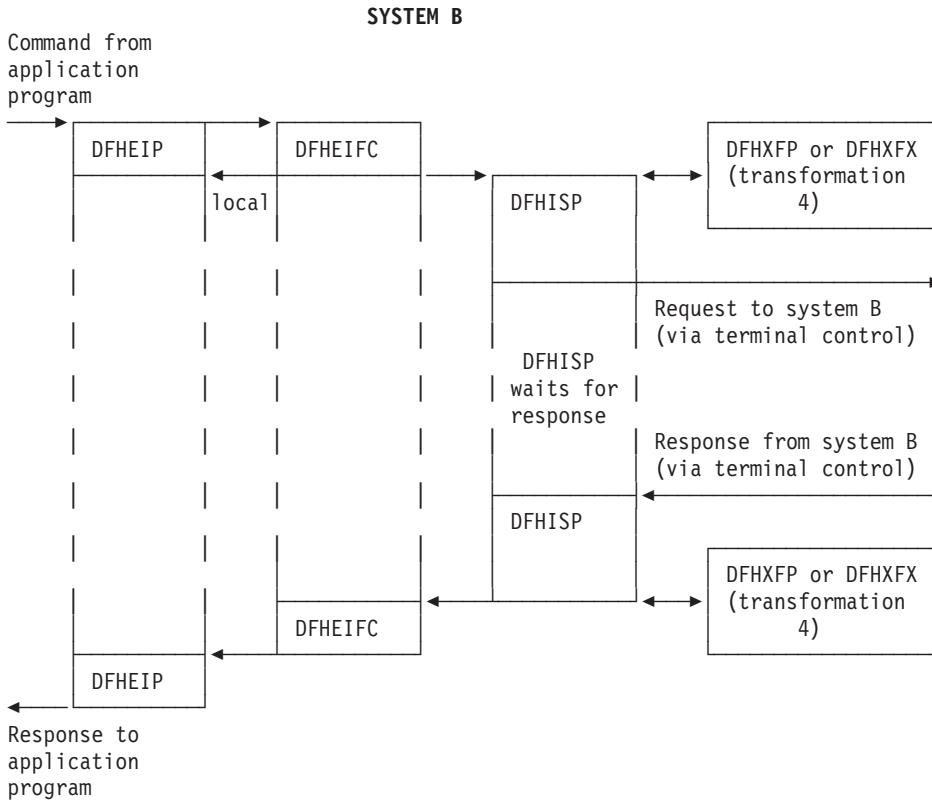 SYSTEM B
Command from
application
program
DFHEIP
DFHEIFC
DFHXFP or DFHXFX
(transformation
4)
local
DFHISP
Request to system B
(via terminal control)
DFHISP
waits for
response
Response from system B
(via terminal control)
DFHISP
DFHXFP or DFHXFX
(transformation
4)
DFHEIFC
DFHEIP
Response to
application
program